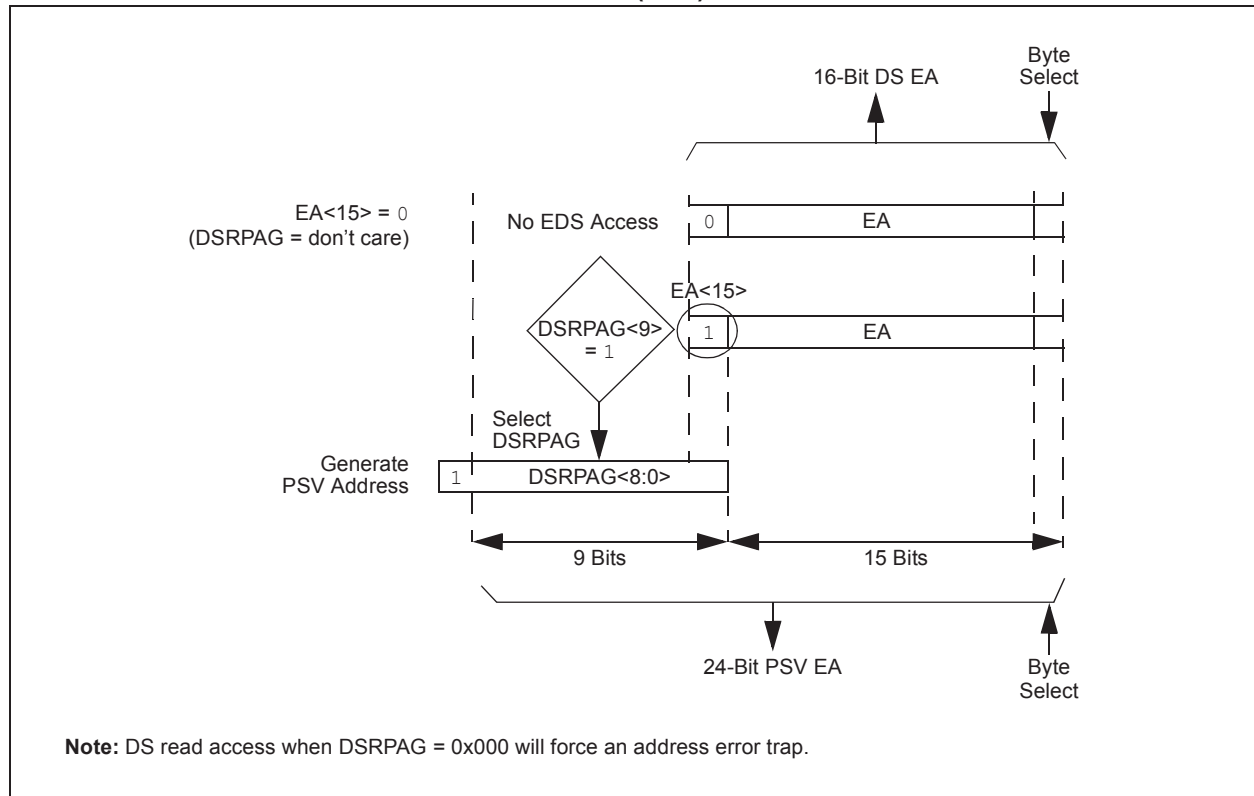 16-Bit DS EA
Byte
Select
EA<15> = 0
(DSRPAG = don't care)
No EDS Access
0
EA
EA<15>
DSRPAG<9>
= 1
1
EA
Select
DSRPAG
Generate
PSV Address
1
DSRPAG<8:0>
9 Bits
15 Bits
24-Bit PSV EA
Byte
Select
Note: DS read access when DSRPAG = 0x000 will force an address error trap.